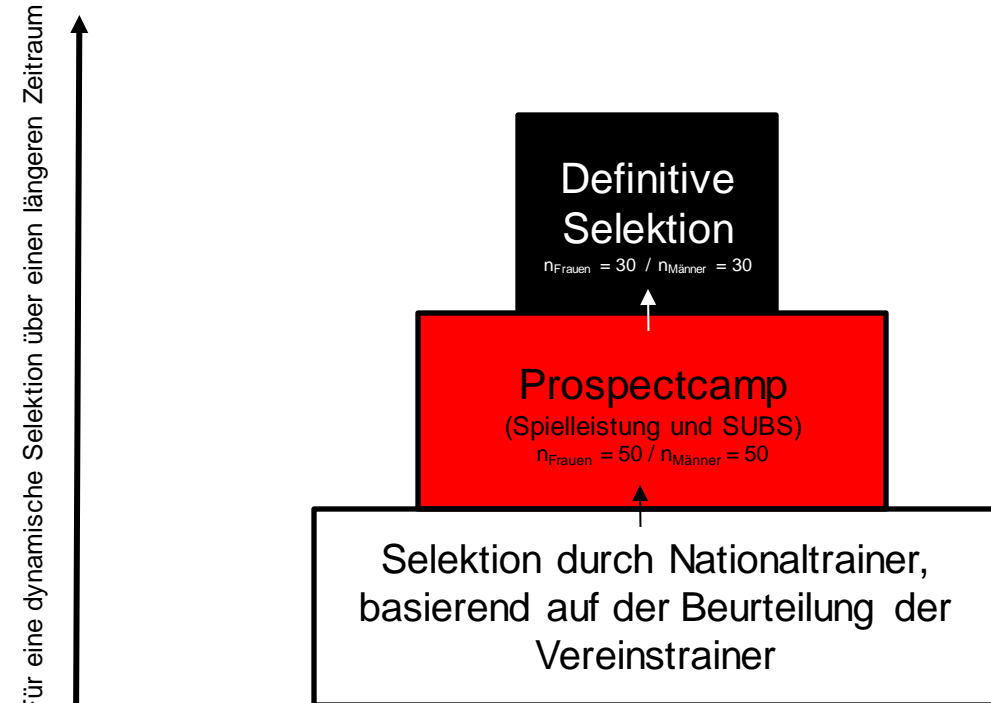 Für eine dynamische Selektion über einen längeren Zeitraum
Definitive
Selektion
nFrauen = 30 / nMänner = 30
Prospectcamp
(Spielleistung und SUBS)
nFrauen = 50 / nMänner = 50
Selektion durch Nationaltrainer,
basierend auf der Beurteilung der
Vereinstrainer